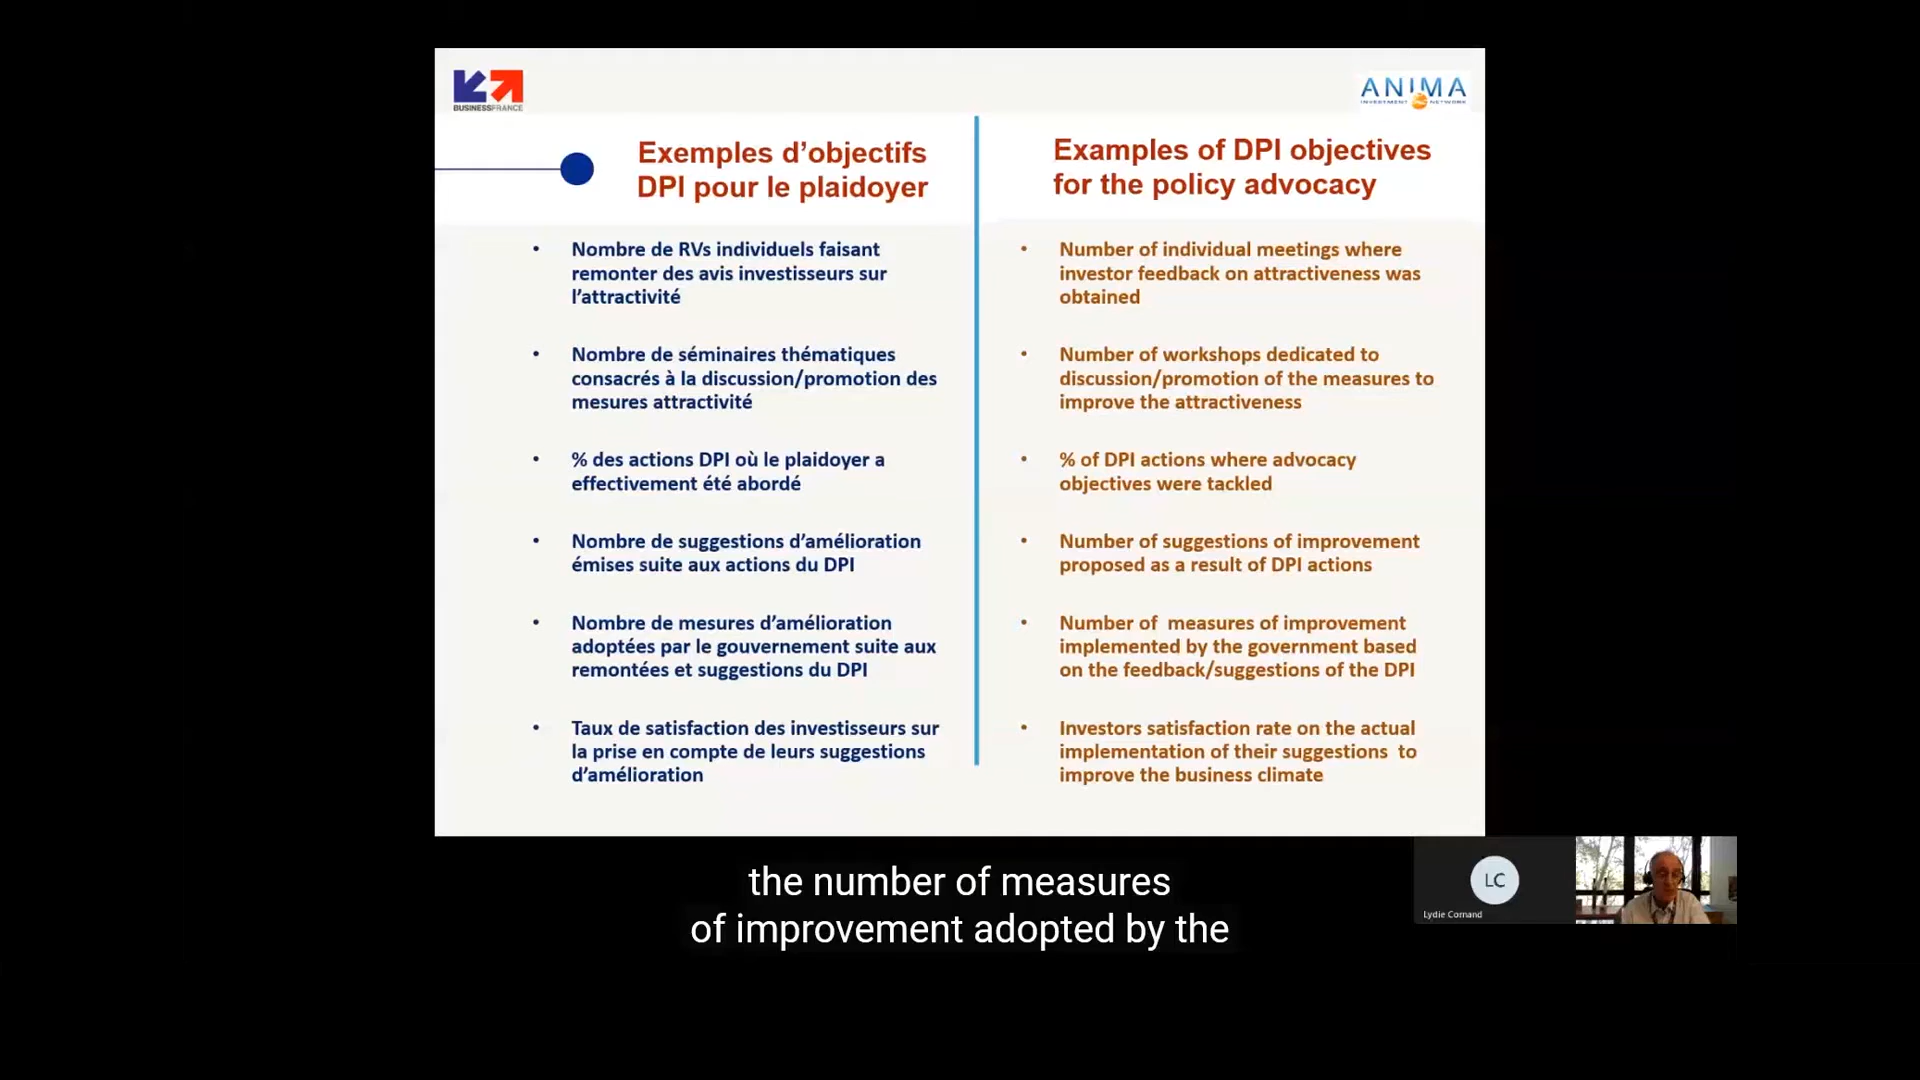 BUSINESSFRANCE
ANIMA
INVESTMENT NETWORK
Exemples d’objectifs
DPI pour le plaidoyer
• Nombre de RVs individuels faisant
remonter des avis investisseurs sur
l’attractivité
• Nombre de séminaires thématiques
consacrés à la discussion/promotion des
mesures attractivité
• % des actions DPI où le plaidoyer a
effectivement été abordé
• Nombre de suggestions d’amélioration
émises suite aux actions du DPI
• Nombre de mesures d’amélioration
adoptées par le gouvernement suite aux
remontées et suggestions du DPI
• Taux de satisfaction des investisseurs sur
la prise en compte de leurs suggestions
d’amélioration
Examples of DPI objectives
for the policy advocacy
• Number of individual meetings where
investor feedback on attractiveness was
obtained
• Number of workshops dedicated to
discussion/promotion of the measures to
improve the attractiveness
• % of DPI actions where advocacy
objectives were tackled
• Number of suggestions of improvement
proposed as a result of DPI actions
• Number of  measures of improvement
implemented by the government based
on the feedback/suggestions of the DPI
• Investors satisfaction rate on the actual
implementation of their suggestions  to
improve the business climate
LC
Lydie Comand
the number of measures
of improvement adopted by the